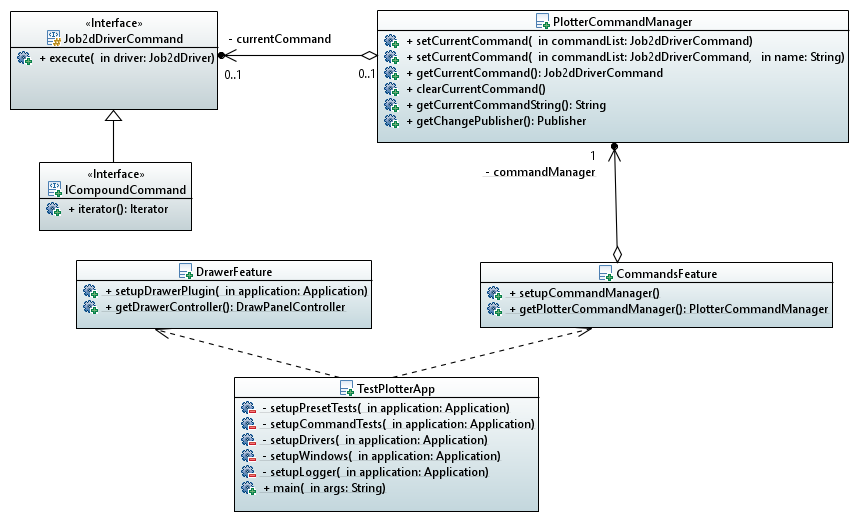 «Interface»
Job2dDriverCommand
+ execute( in driver: Job2dDriver)
- currentCommand
0..1
0..1
PlotterCommandManager
+ setCurrentCommand( in commandList: Job2dDriverCommand)
+ setCurrentCommand( in commandList: Job2dDriverCommand, in name: String)
+ getCurrentCommand(): Job2dDriverCommand
+ clearCurrentCommand()
+ getCurrentCommandString(): String
+ getChangePublisher(): Publisher
«Interface»
ICompoundCommand
+ iterator(): Iterator
1
- commandManager
DrawerFeature
+ setupDrawerPlugin( in application: Application)
+ getDrawerController(): DrawPanelController
CommandsFeature
+ setupCommandManager()
+ getPlotterCommandManager(): PlotterCommandManager
TestPlotterApp
- setupPresetTests( in application: Application)
- setupCommandTests( in application: Application)
- setupDrivers( in application: Application)
- setupWindows( in application: Application)
- setupLogger( in application: Application)
+ main( in args: String)